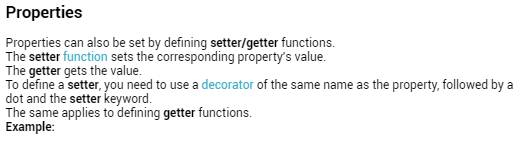 Properties
Properties can also be set by defining setter/getter functions.
The setter function sets the corresponding property's value.
The getter gets the value.
To define a setter, you need to use a decorator of the same name as the property, followed by a
dot and the setter keyword.
The same applies to defining getter functions.
Example: